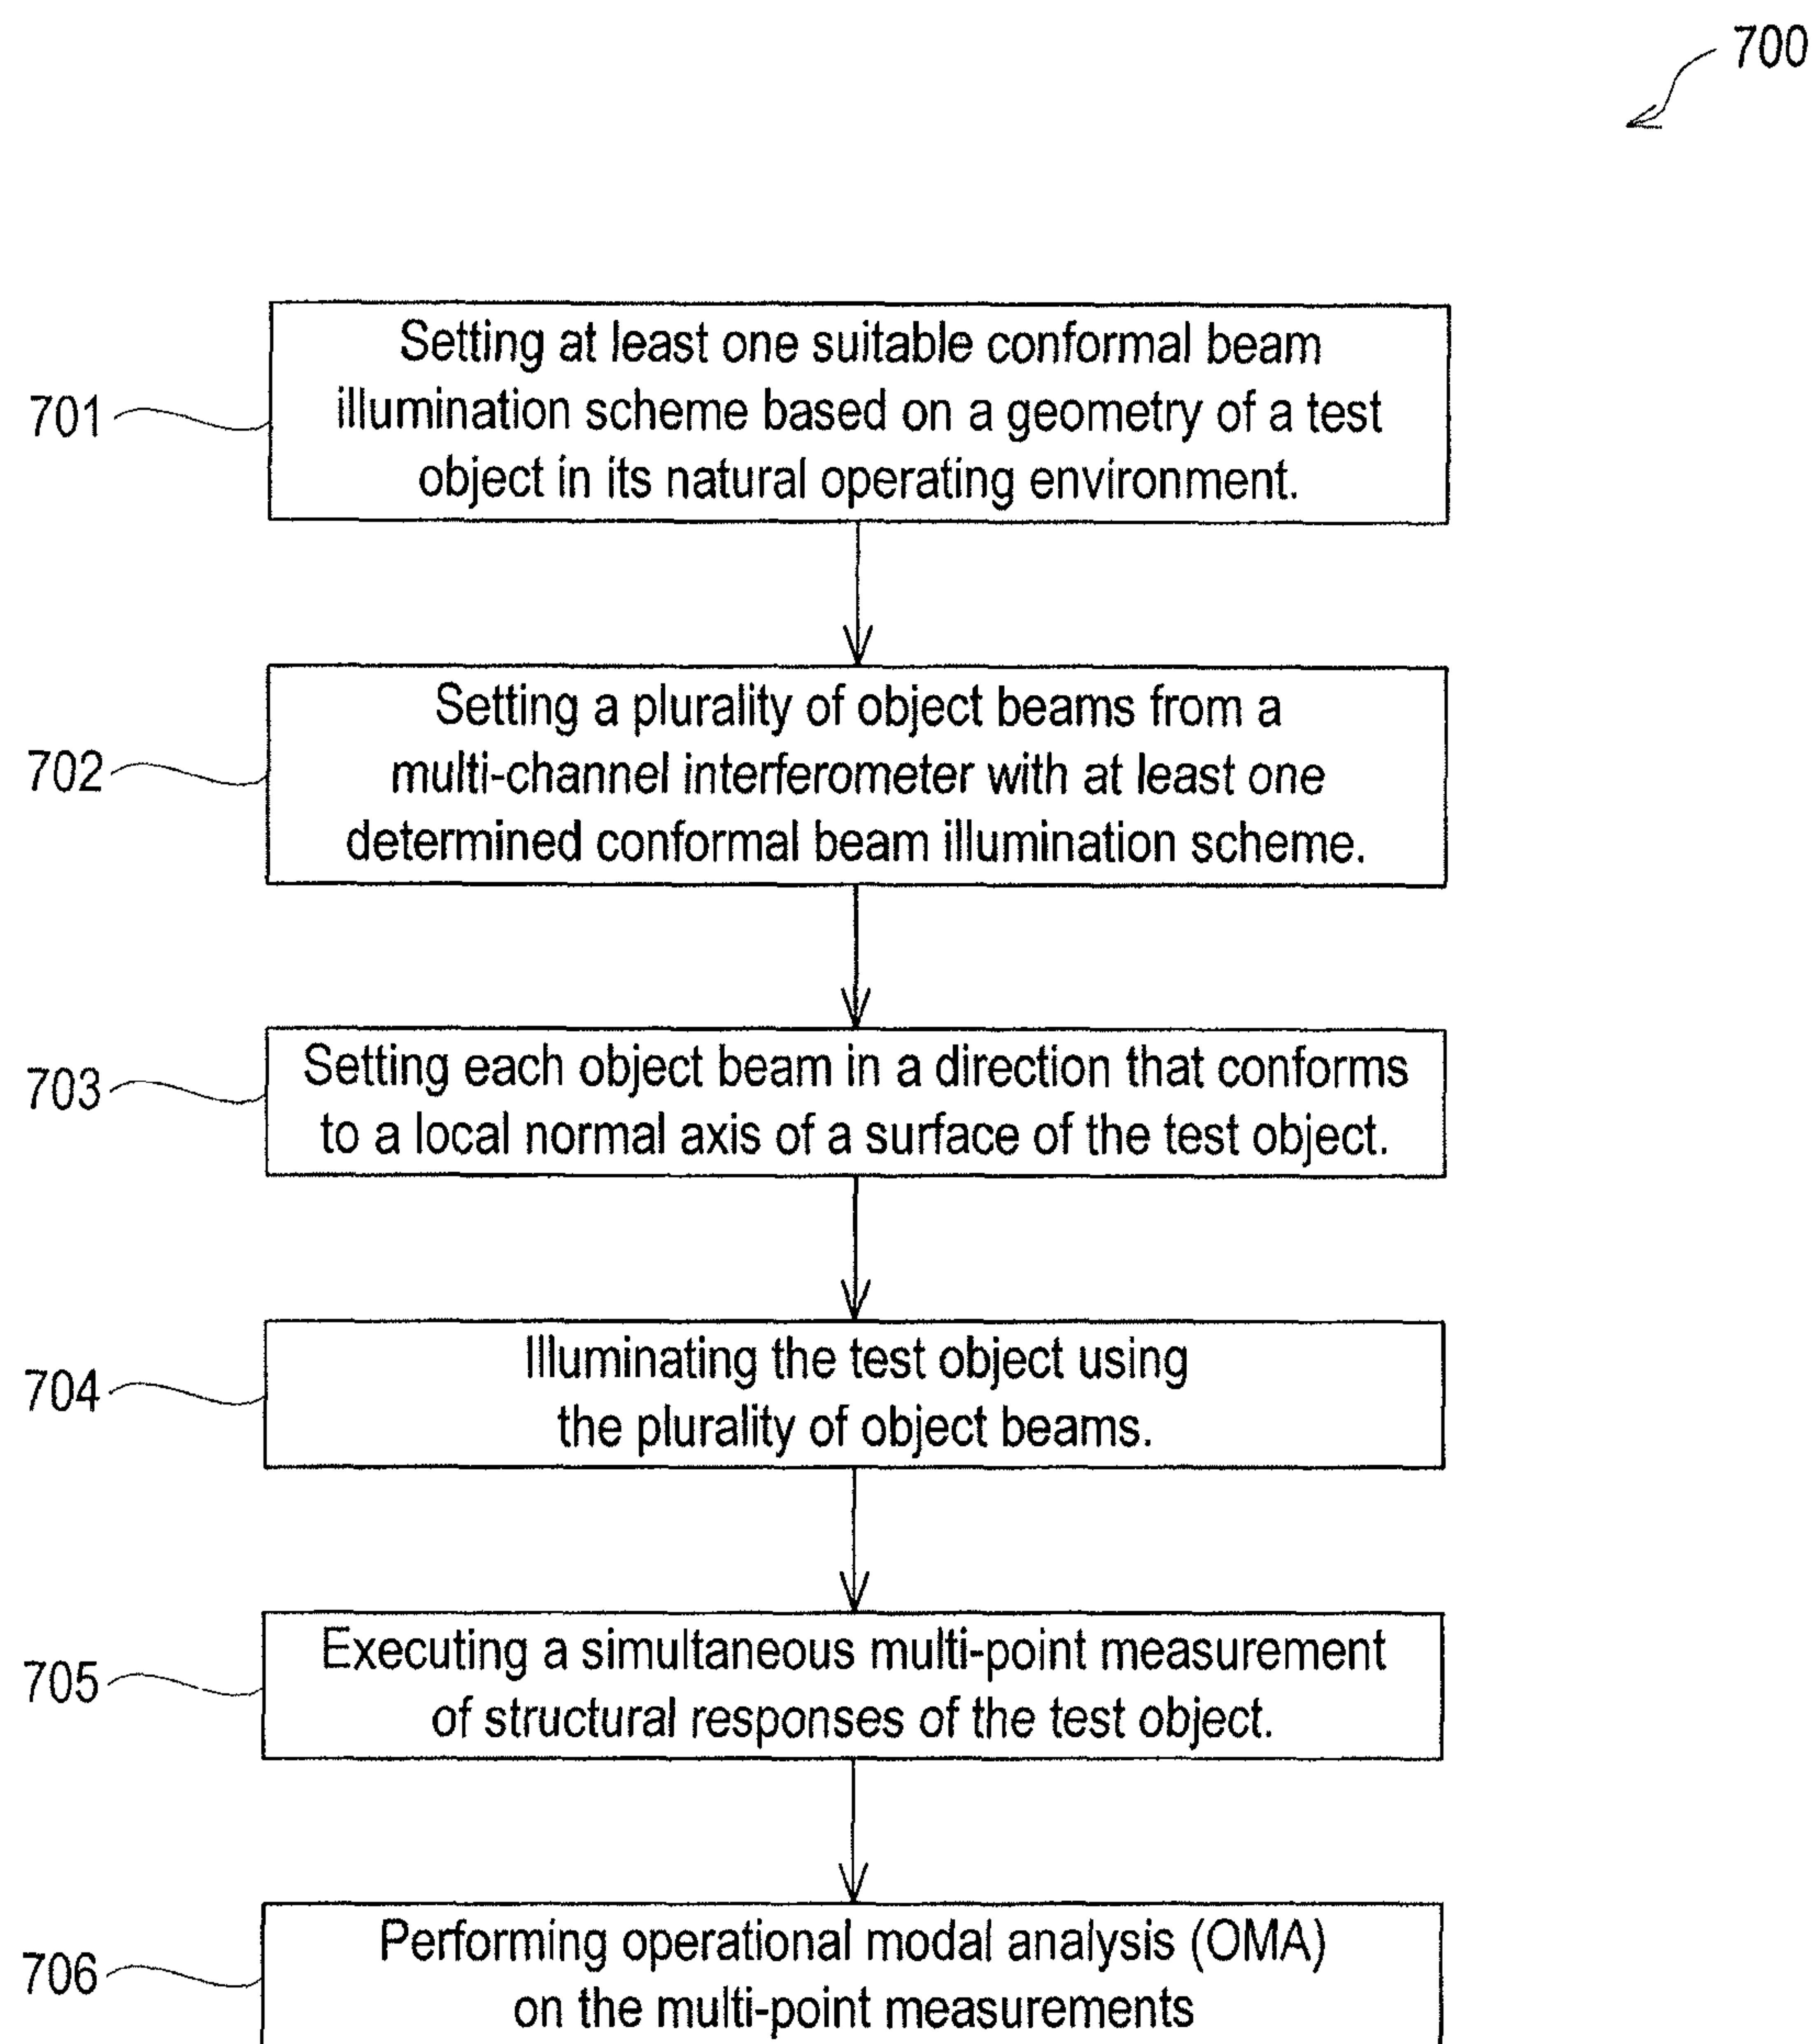 700
701
Setting at least one suitable conformal beam
illumination scheme based on a geometry of a test
object in its natural operating environment.
702
Setting a plurality of object beams from a
multi-channel interferometer with at least one
determined conformal beam illumination scheme.
703
Setting each object beam in a direction that conforms
to a local normal axis of a surface of the test object.
704
Illuminating the test object using
the plurality of object beams.
705
Executing a simultaneous multi-point measurement
of structural responses of the test object.
706
Performing operational modal analysis (OMA)
on the multi-point measurements